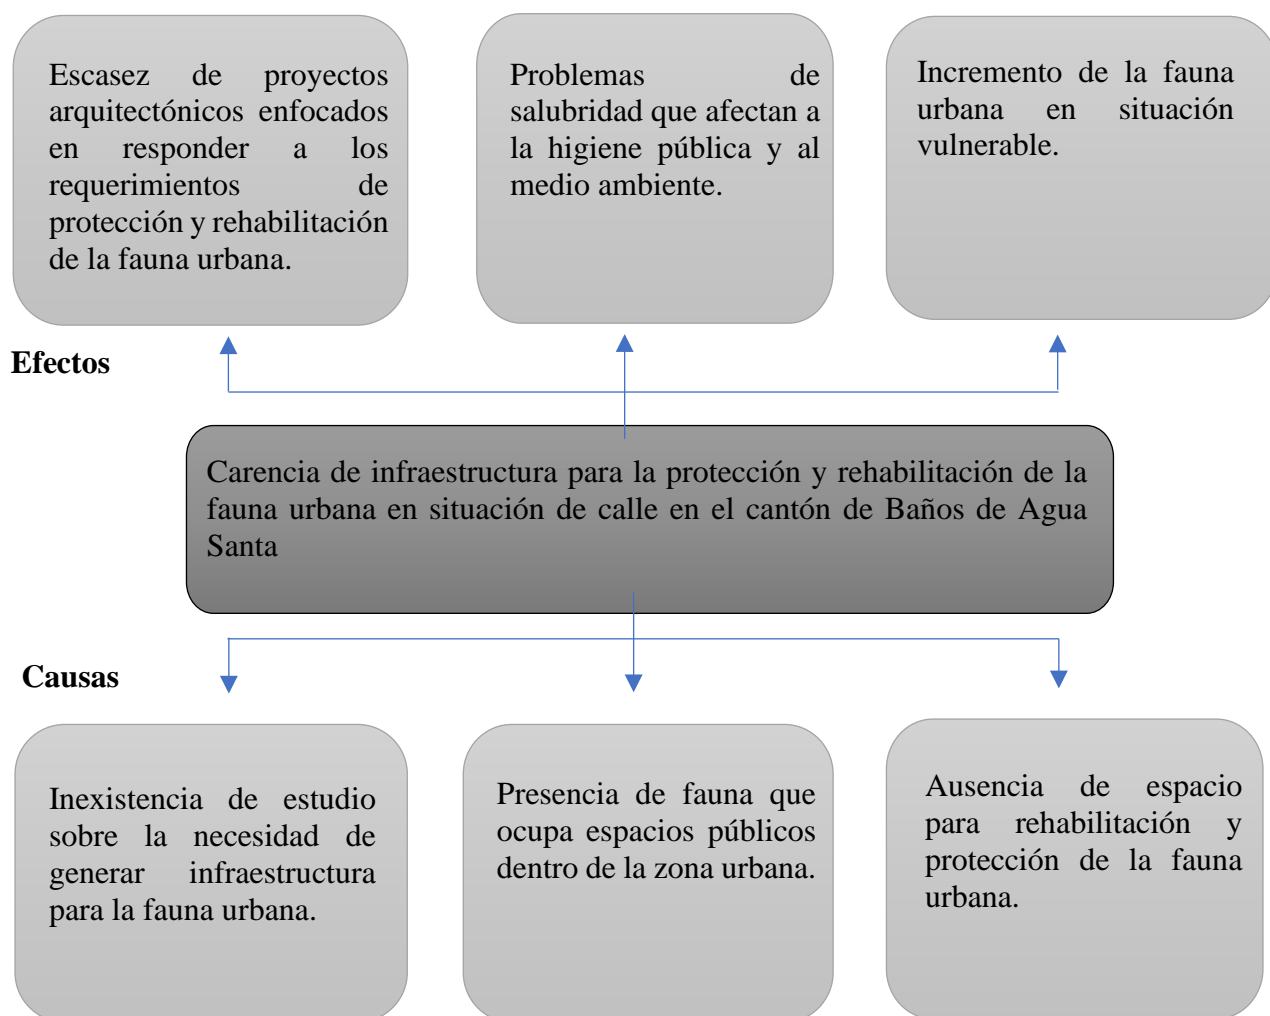 Escasez de proyectos
arquitectónicos enfocados
en responder a los
requerimientos de
protección y rehabilitación
de la fauna urbana.
Problemas de
salubridad que afectan a
la higiene pública y al
medio ambiente.
Incremento de la fauna
urbana en situación
vulnerable.
Efectos
Carencia de infraestructura para la protección y rehabilitación de la
fauna urbana en situación de calle en el cantón de Baños de Agua
Santa
Causas
Inexistencia de estudio
sobre la necesidad de
generar infraestructura
para la fauna urbana.
Presencia de fauna que
ocupa espacios públicos
dentro de la zona urbana.
Ausencia de espacio
para rehabilitación y
protección de la fauna
urbana.